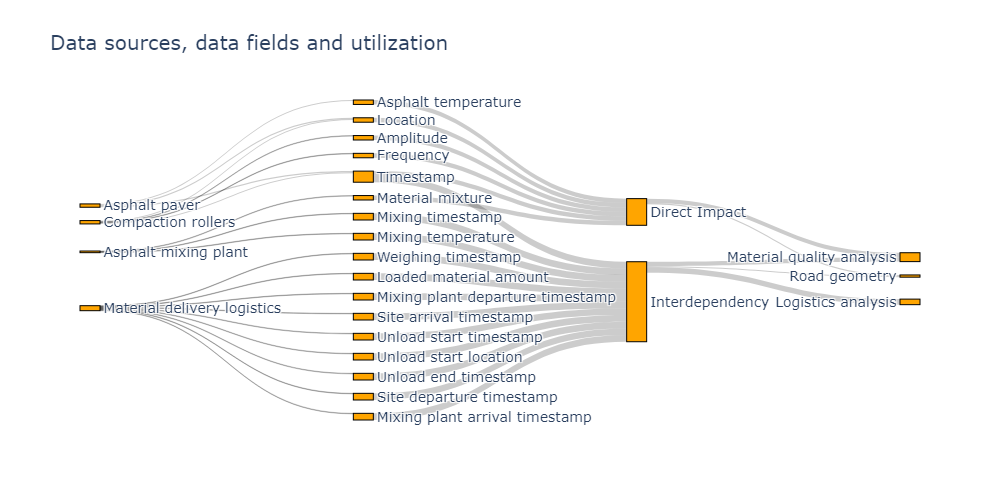 Data sources, data fields and utilization
Asphalt paver
Compaction rollers
Asphalt mixing plant
Material delivery logistics
Asphalt temperature
Location
Amplitude
Frequency
Timestamp
Material mixture
Mixing timestamp
Mixing temperature
Weighing timestamp
Loaded material amount
Mixing plant departure timestamp
Site arrival timestamp
Unload start timestamp
Unload start location
Unload end timestamp
Site departure timestamp
Mixing plant arrival timestamp
Direct Impact
Interdependency
Material quality analysis
Road geometry
Logistics analysis